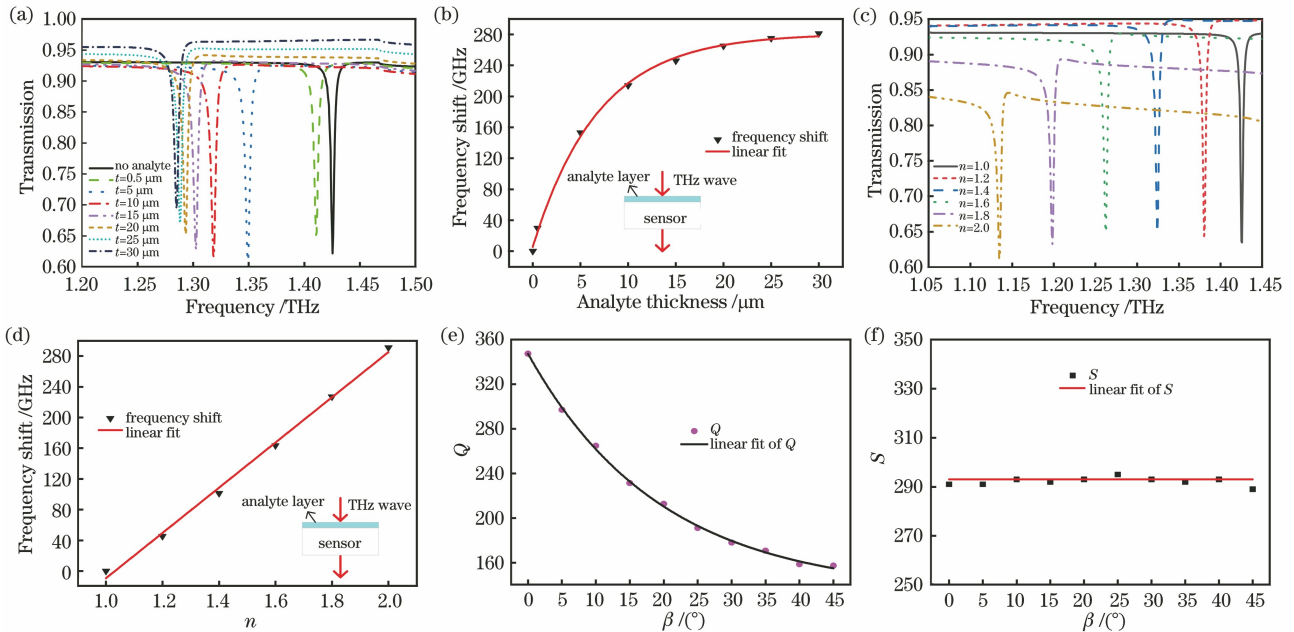 (a)
Transmission
1.00
0.95
0.90
0.85
0.80
0.75
0.70
0.65
0.60
no analyte
t=0.5 μm
t=5 μm
t=10 μm
t=15 μm
t=20 μm
t=25 μm
t=30 μm
1.20 1.30 1.40 1.45 1.50
Frequency /THz
(b)
Frequency shift/GHz
280
240
200
160
120
80
40
0
frequency shift
linear fit
analyte layer
THz wave
sensor
0 5 10 15 20 25 30
Analyte thickness /μm
(c)
Transmission
0.95
0.90
0.85
0.80
0.75
0.70
0.65
0.60
n=1.0
n=1.2
n=1.4
n=1.6
n=1.8
n=2.0
1.05 1.10 1.15 1.20 1.25 1.30 1.35 1.40 1.45
Frequency /THz
(d)
Frequency shift /GHz
280
240
200
160
120
80
40
0
frequency shift
linear fit
analyte layer
THz wave
sensor
1.0 1.2 1.4 1.6 1.8 2.0
n
(e)
Q
360
320
280
240
200
160
Q
linear fit of Q
0 5 10 15 20 25 30 35 40 45
β /(°)
(f)
S
350
330
310
290
270
250
S
linear fit of S
0 5 10 15 20 25 30 35 40 45
β /(°)